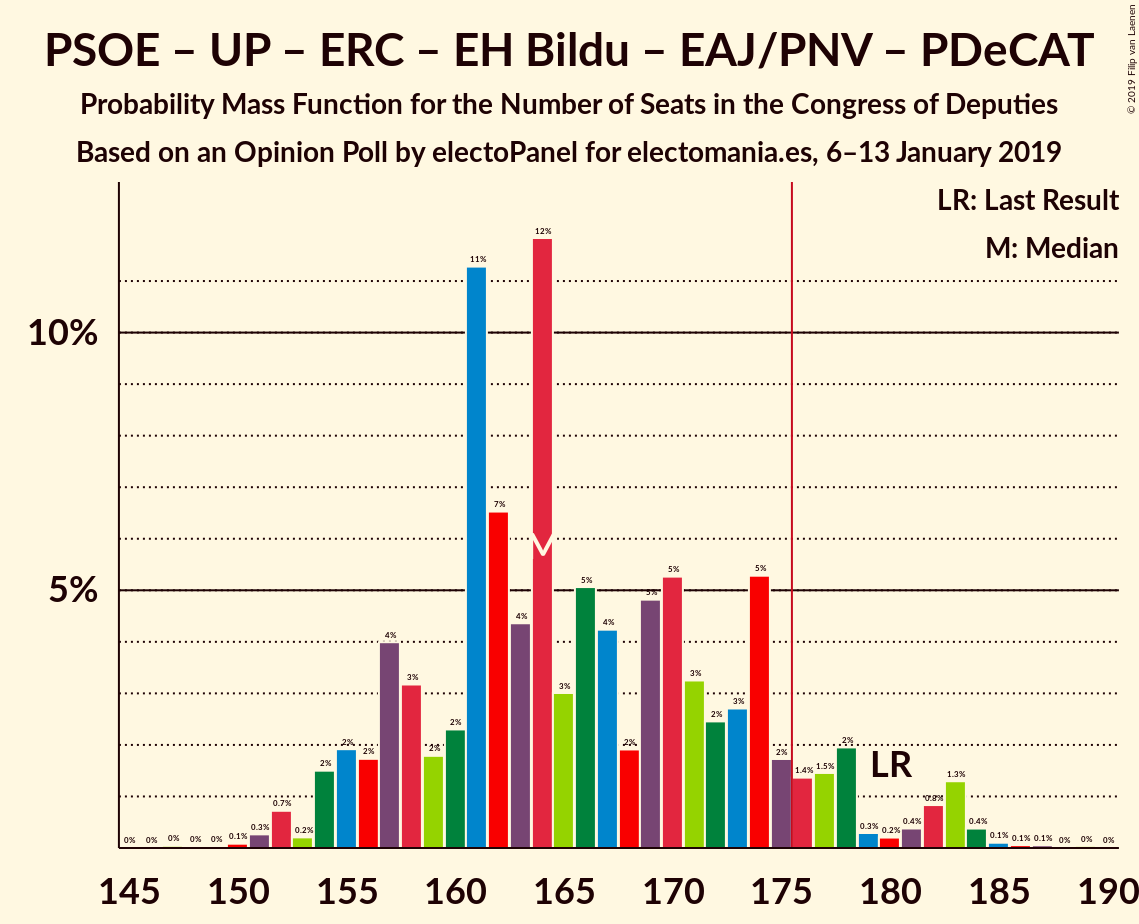 PSOE – UP – ERC – EH Bildu – EAJ/PNV – PDeCAT
Probability Mass Function for the Number of Seats in the Congress of Deputies
Based on an Opinion Poll by electoPanel for electomania.es, 6–13 January 2019
© 2019 Filip van Laenen
LR: Last Result
M: Median
10%
5%
0% 0% 0% 0% 0% 0.1% 0.3% 0.7% 0.2% 2% 2% 2% 4% 3% 2% 2% 11% 7% 4% 12% 3% 5% 4% 2% 5% 5% 3% 2% 3% 5% 2% 1.4% 1.5% 2% 0.3% 0.2% 0.4% 0.8% 1.3% 0.4% 0.1% 0.1% 0.1% 0% 0% 0%
LR
145 150 155 160 165 170 175 180 185 190